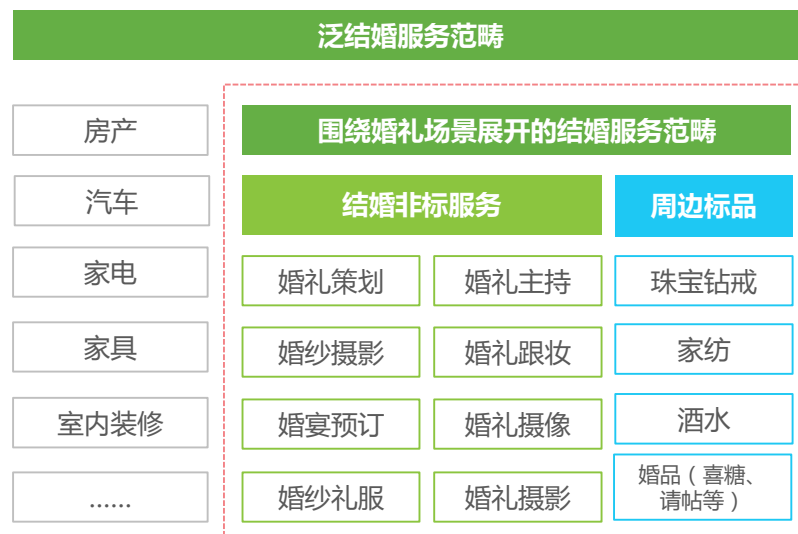 泛结婚服务范畴
房产
汽车
家电
家具
室内装修
......
围绕婚礼场景展开的结婚服务范畴
结婚非标服务
婚礼策划
婚礼主持
婚纱摄影
婚礼跟妆
婚宴预订
婚礼摄像
婚纱礼服
婚礼摄影
周边标品
珠宝钻戒
家纺
酒水
婚品（喜糖、
请帖等）